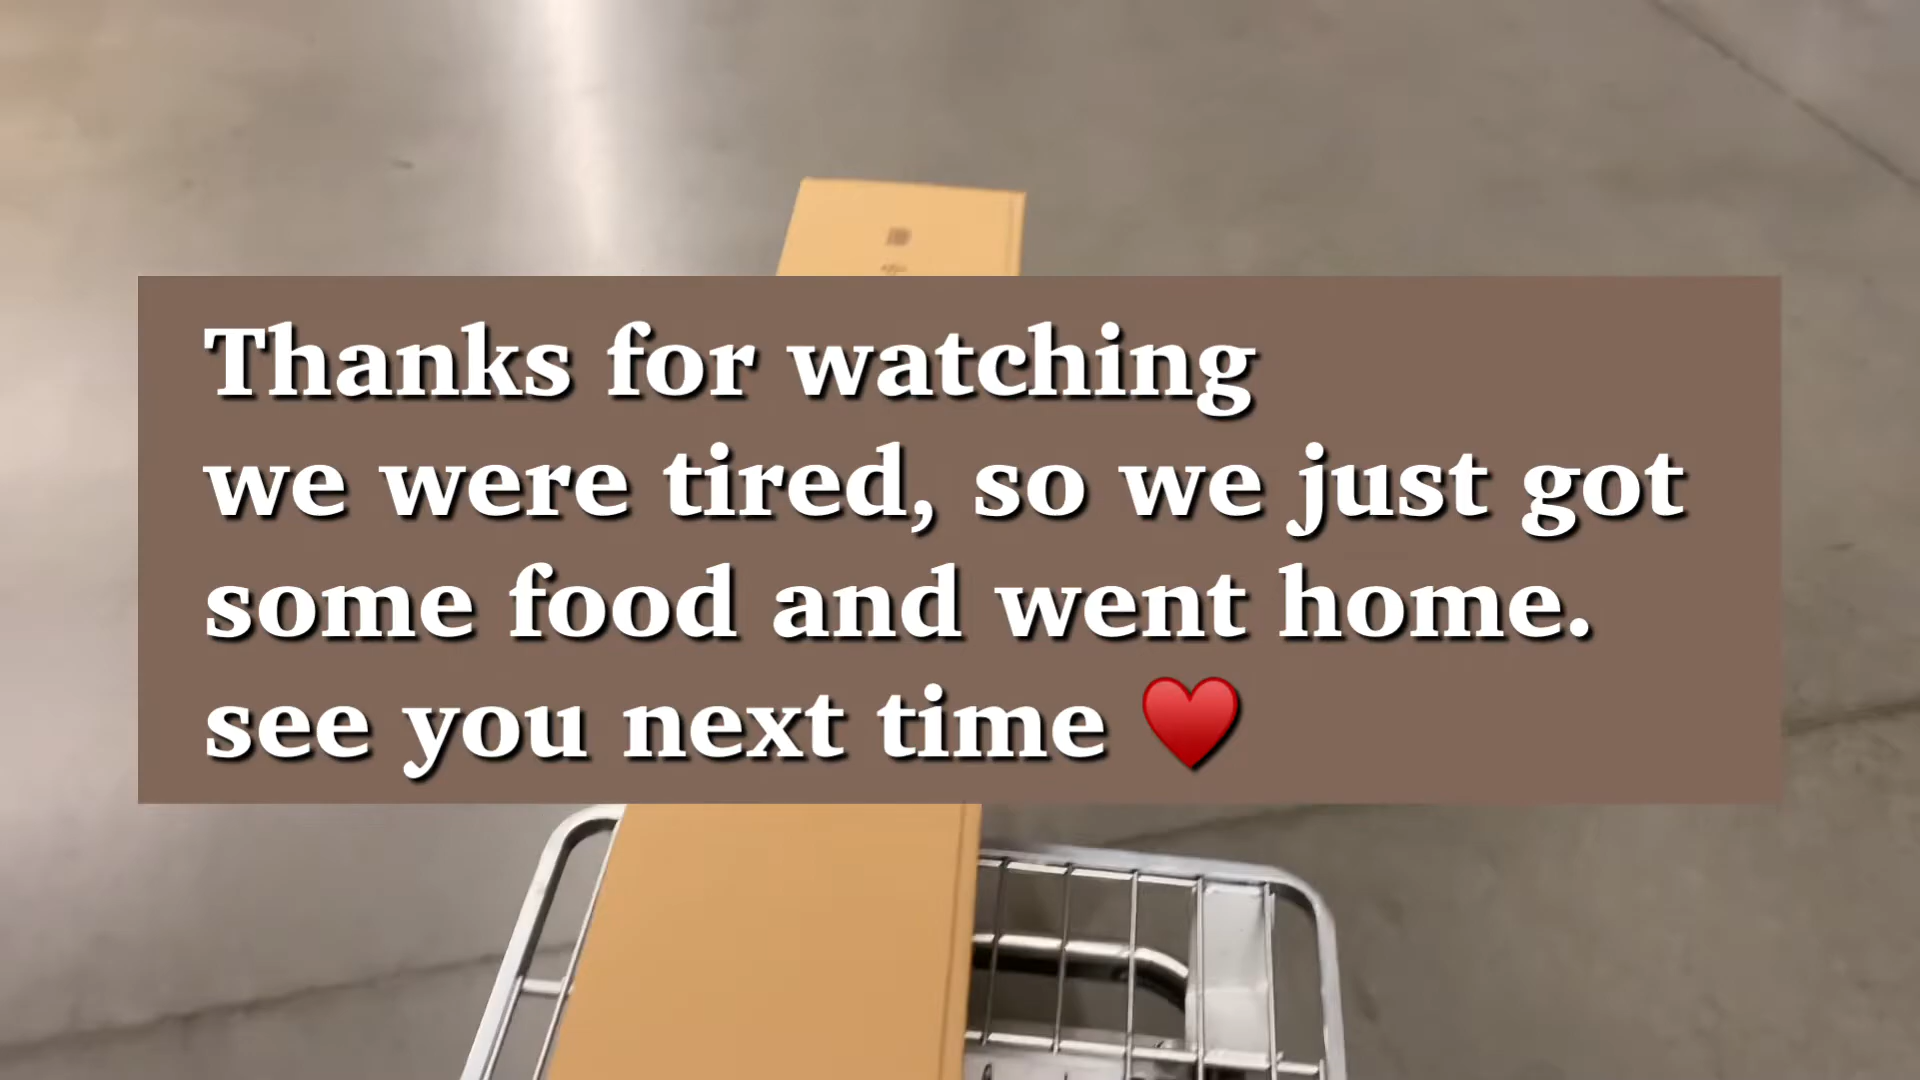 Thanks for watching
we were tired, so we just got
some food and went home.
see you next time ♥️